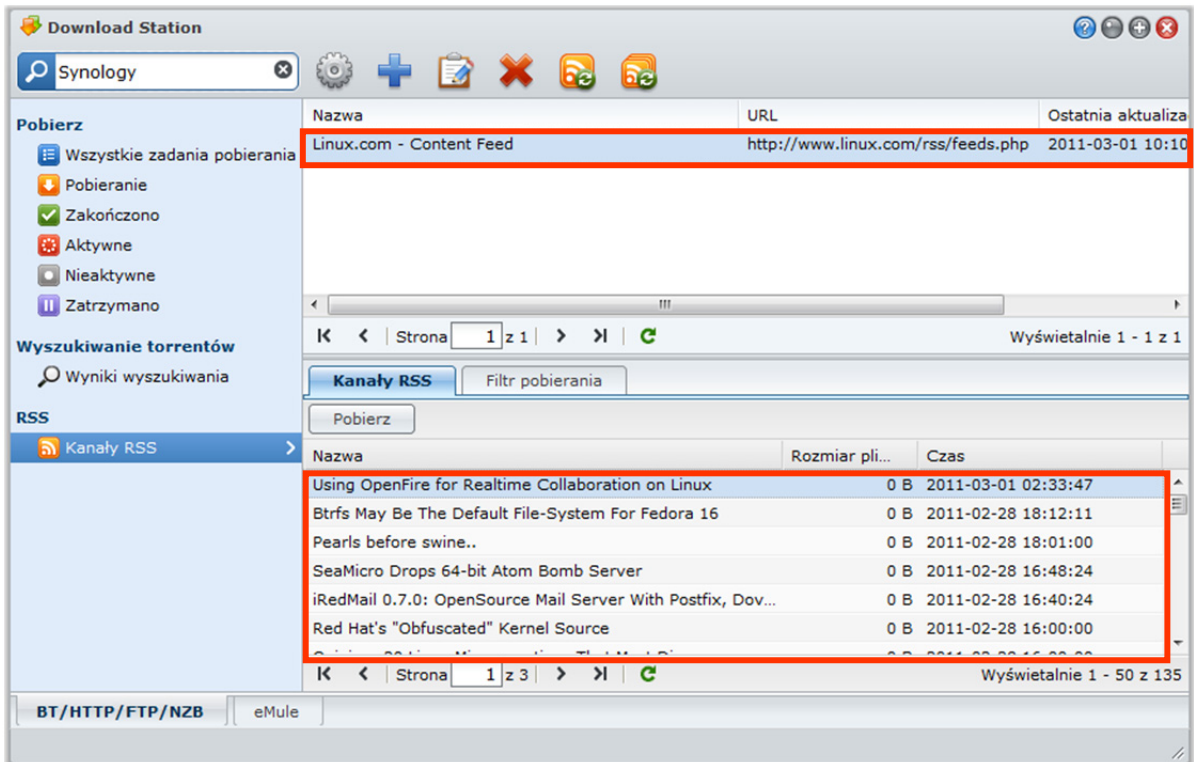 Download Station
Synology
Pobierz
Wszystkie zadania pobierania
Pobieranie
Zakończono
Aktywne
Nieaktywne
Zatrzymano
Wyszukiwanie torrentów
Wyniki wyszukiwania
RSS
Kanały RSS
Nazwa URL Ostatnia aktualiza
Linux.com - Content Feed http://www.linux.com/rss/feeds.php 2011-03-01 10:10
Strona 1 z 1 Wyświetalnie 1 - 1 z 1
Kanały RSS Filtr pobierania
Pobierz
Nazwa Rozmiar pli... Czas
Using OpenFire for Realtime Collaboration on Linux 0 B 2011-03-01 02:33:47
Btrfs May Be The Default File-System For Fedora 16 0 B 2011-02-28 18:12:11
Pearls before swine.. 0 B 2011-02-28 18:01:00
SeaMicro Drops 64-bit Atom Bomb Server 0 B 2011-02-28 16:48:24
iRedMail 0.7.0: OpenSource Mail Server With Postfix, Dov... 0 B 2011-02-28 16:40:24
Red Hat's "Obfuscated" Kernel Source 0 B 2011-02-28 16:00:00
Strona 1 z 3 Wyświetalnie 1 - 50 z 135
BT/HTTP/FTP/NZB eMule